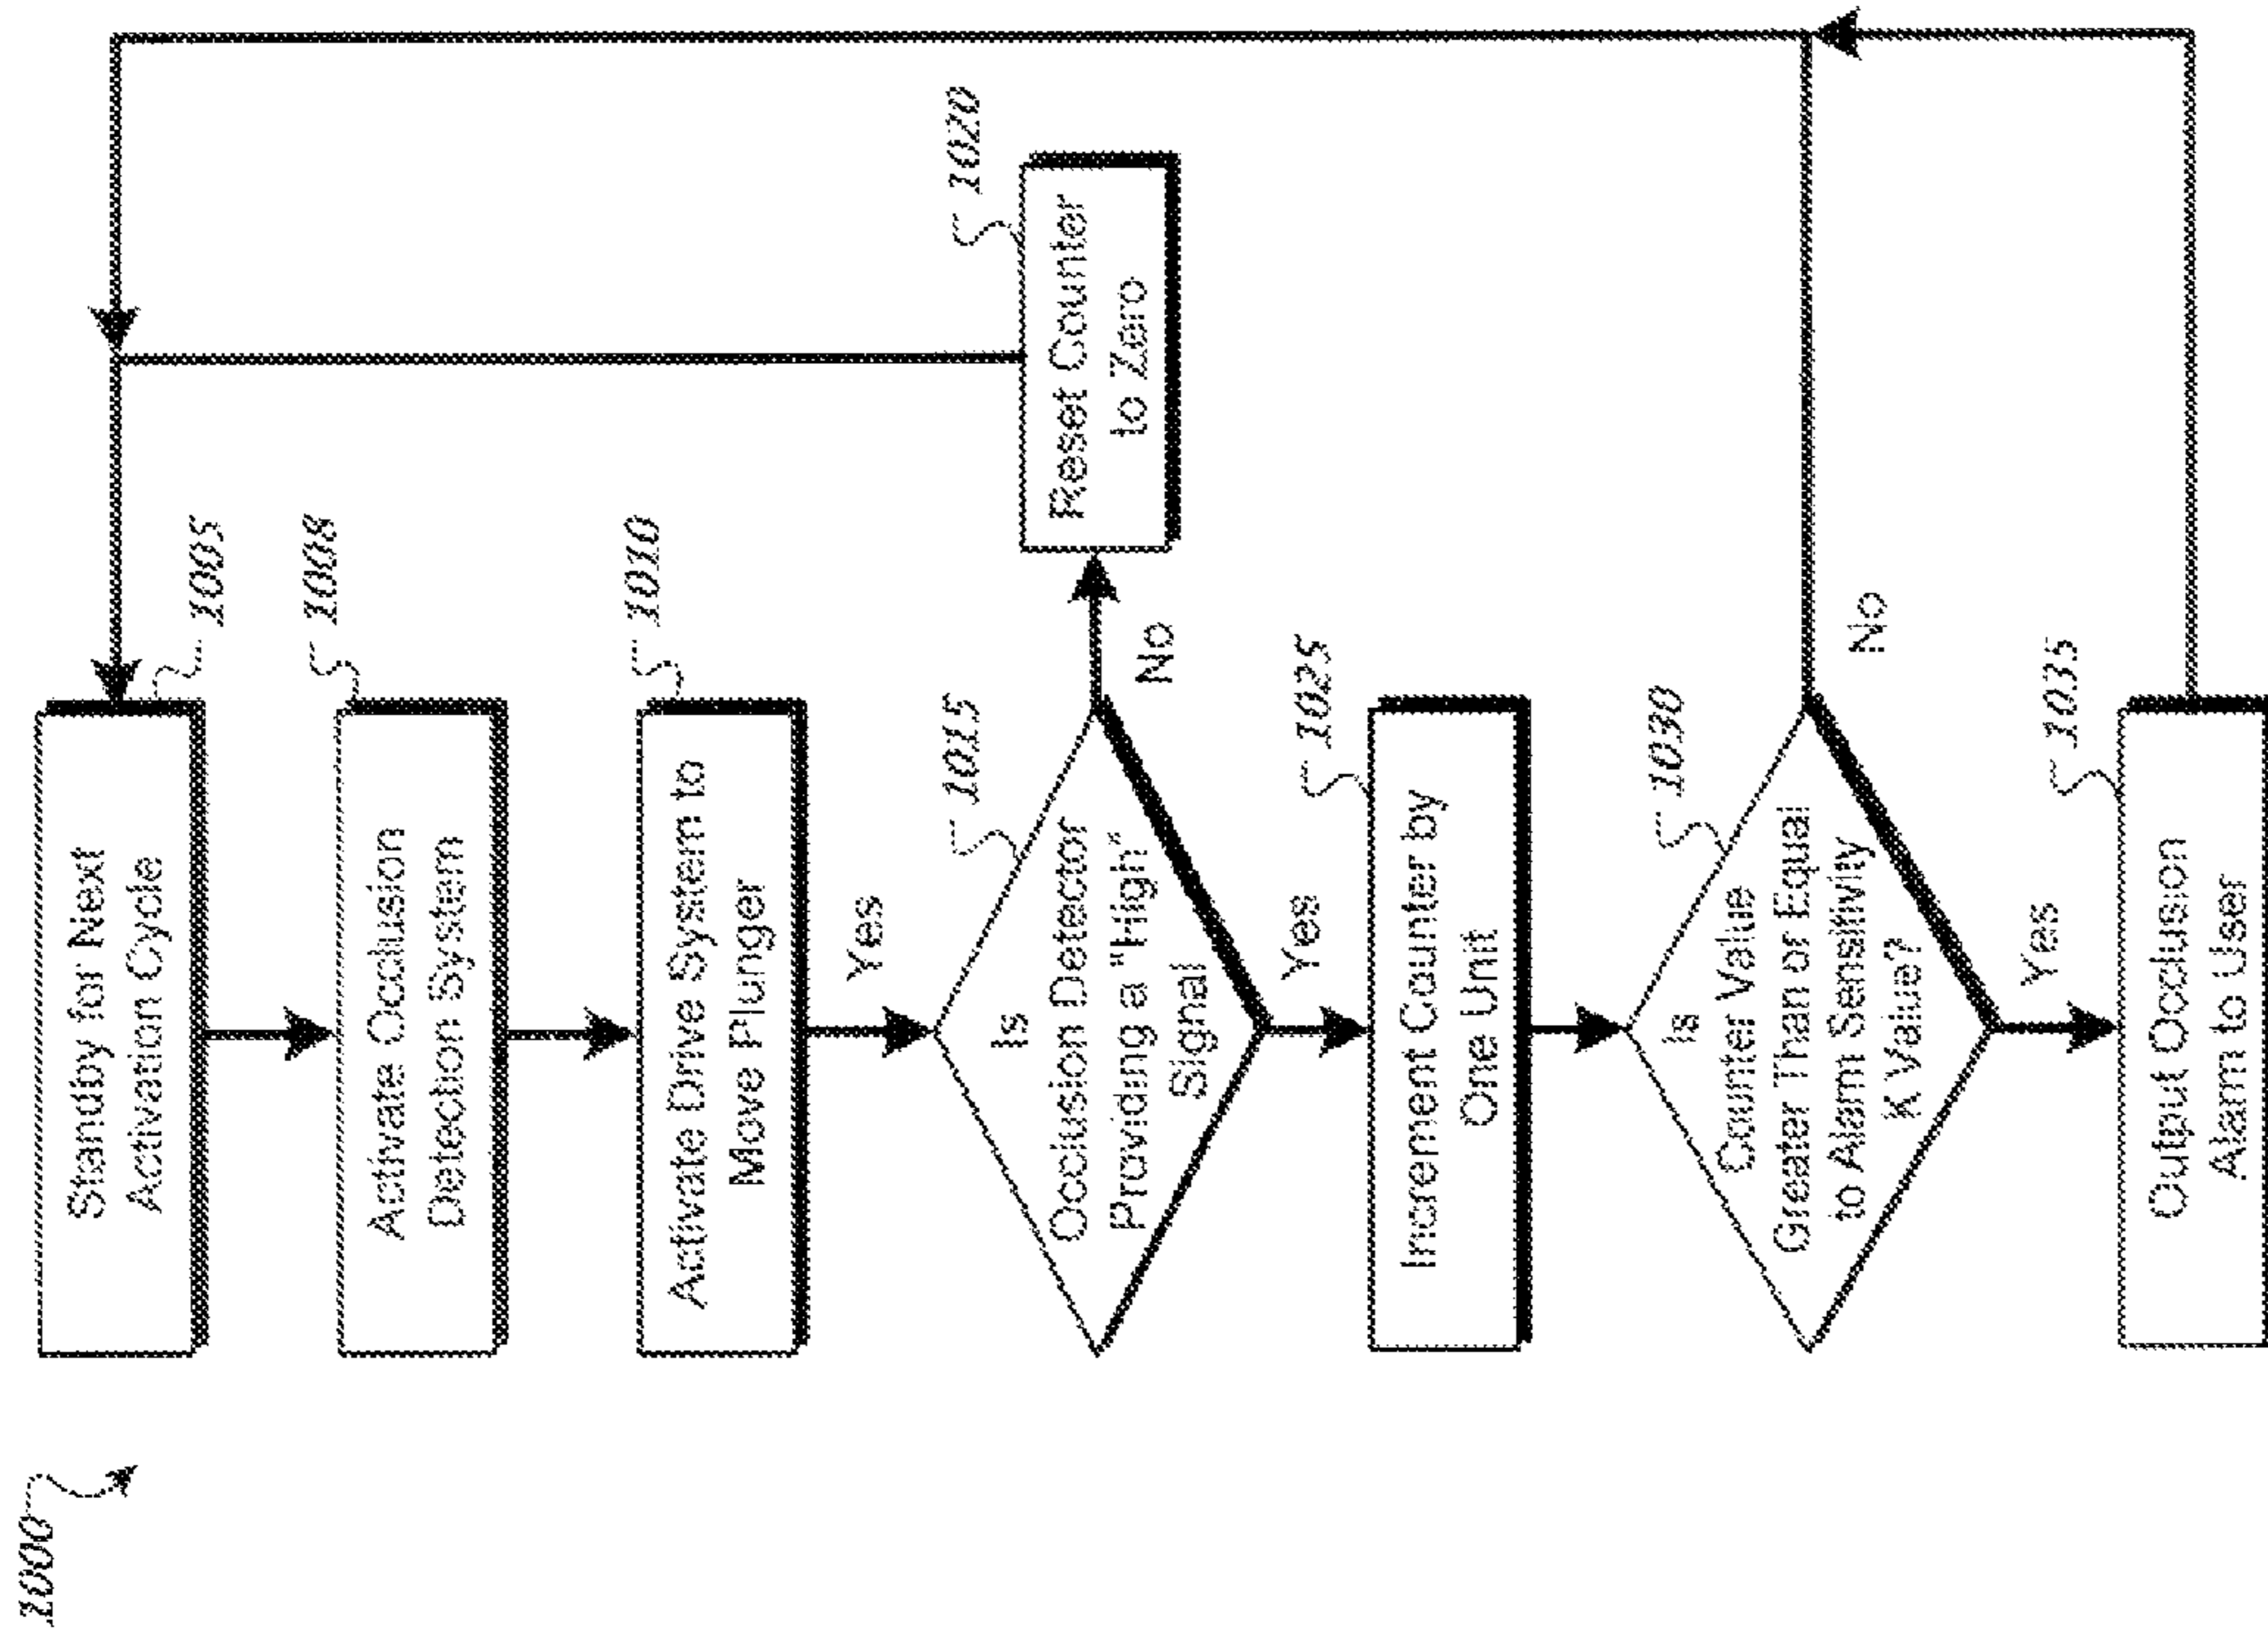 1000
Standby for Next
Activation Cycle
1005
Activate Occlusion
Detection System
1008
Activate Drive System to
Move Plunger
1010
Yes
Is
Occlusion Detector
Providing a "High"
Signal
1015
No
Reset Counter
to Zero
1020
Yes
Increment Counter by
One Unit
1025
Is
Counter Value
Greater Than or Equal
to Alarm Sensitivity
K Value?
1030
No
Yes
Output Occlusion
Alarm to User
1035